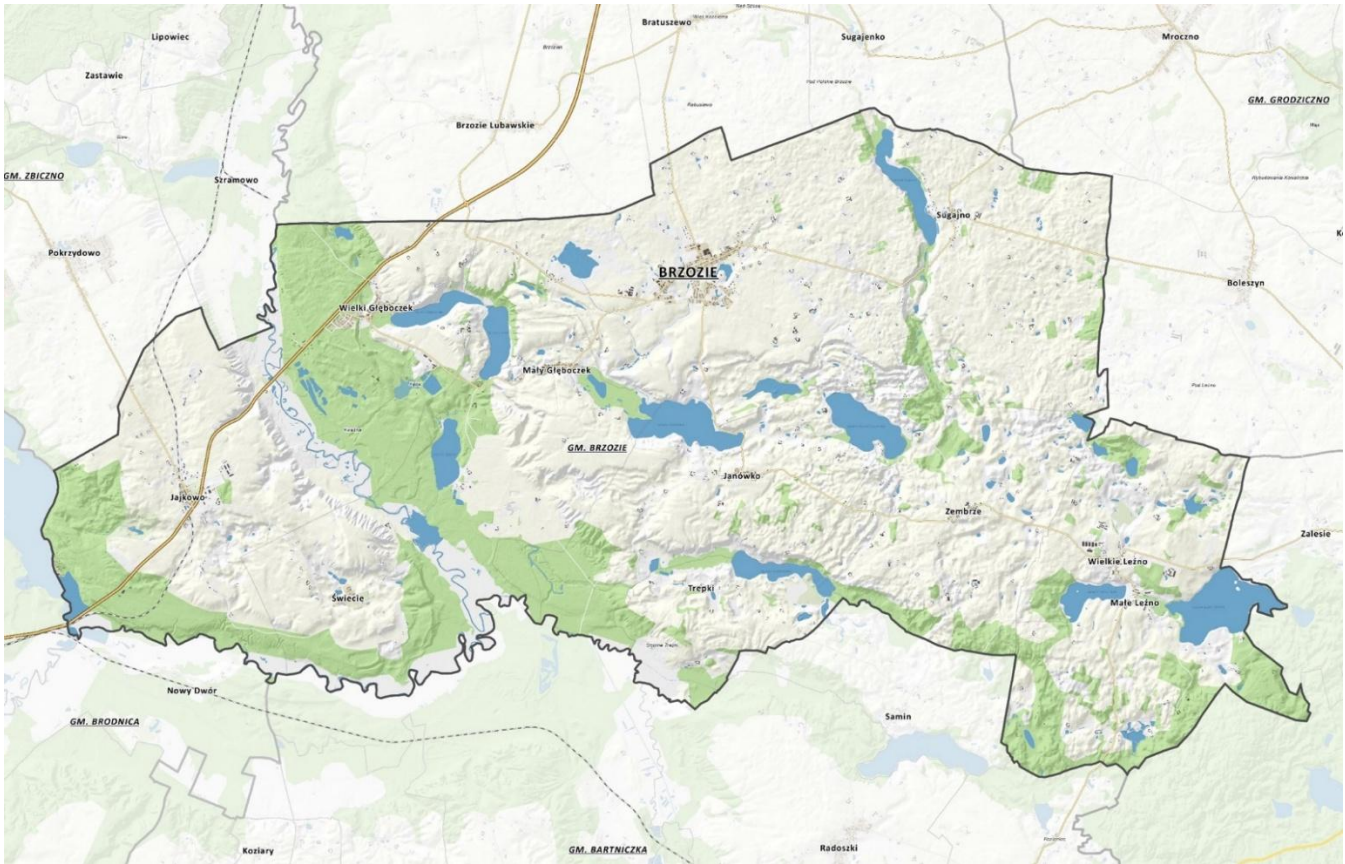 Bratuszewo
Lipowiec
Sugajenko
Mroczno
Zastawie
GM. GRODZICZNO
Brzozie Lubawskie
GM. ZBICZNO
Szramowo
Sugajno
Pokrzydowo
BRZOZIE
Boleszyn
Wielki Głęboczek
Mały Głęboczek
GM. BRZOZIE
Janówko
Jajkowo
Zembrze
Zalesie
Wielkie Leźno
Trepki
Świecie
Małe Leźno
Nowy Dwór
Samin
GM. BRODNICA
Koziary
GM. BARTNICZKA
Radoszki